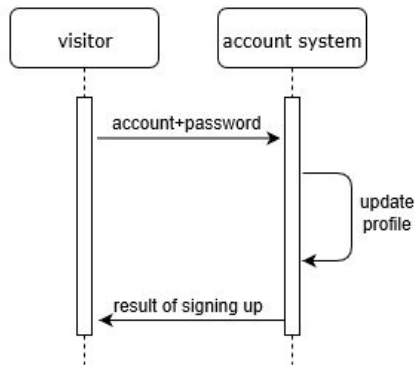 visitor
account system
account+password
update
profile
result of signing up